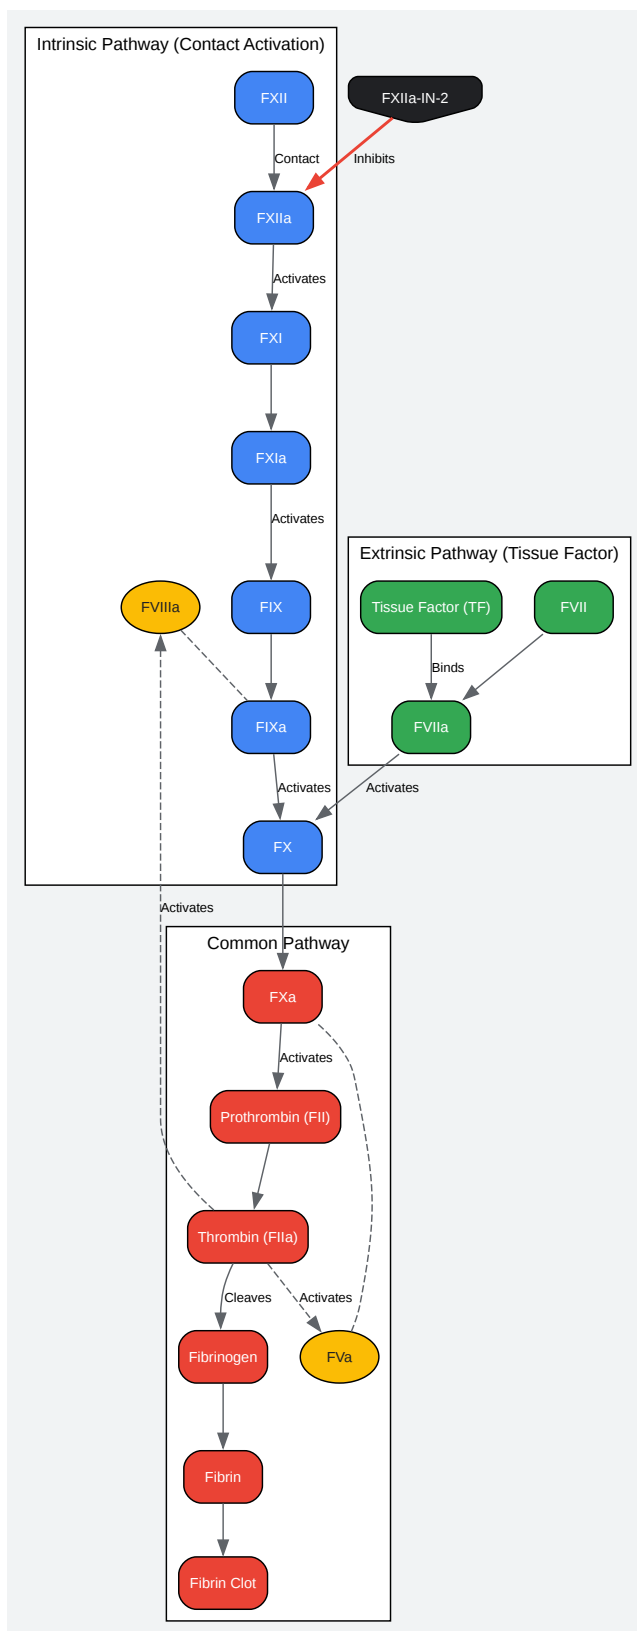 Intrinsic Pathway (Contact Activation)
FXII
FXIIa-IN-2
Contact
Inhibits
FXIIa
Activates
FXI
FXIa
Activates
Extrinsic Pathway (Tissue Factor)
FVIIIa
FIX
Tissue Factor (TF)
FVII
Binds
FIXa
FVIIa
Activates
Activates
FX
Activates
Common Pathway
FXa
Activates
Prothrombin (FII)
Thrombin (FIIa)
Cleaves
Activates
Fibrinogen
FVa
Fibrin
Fibrin Clot